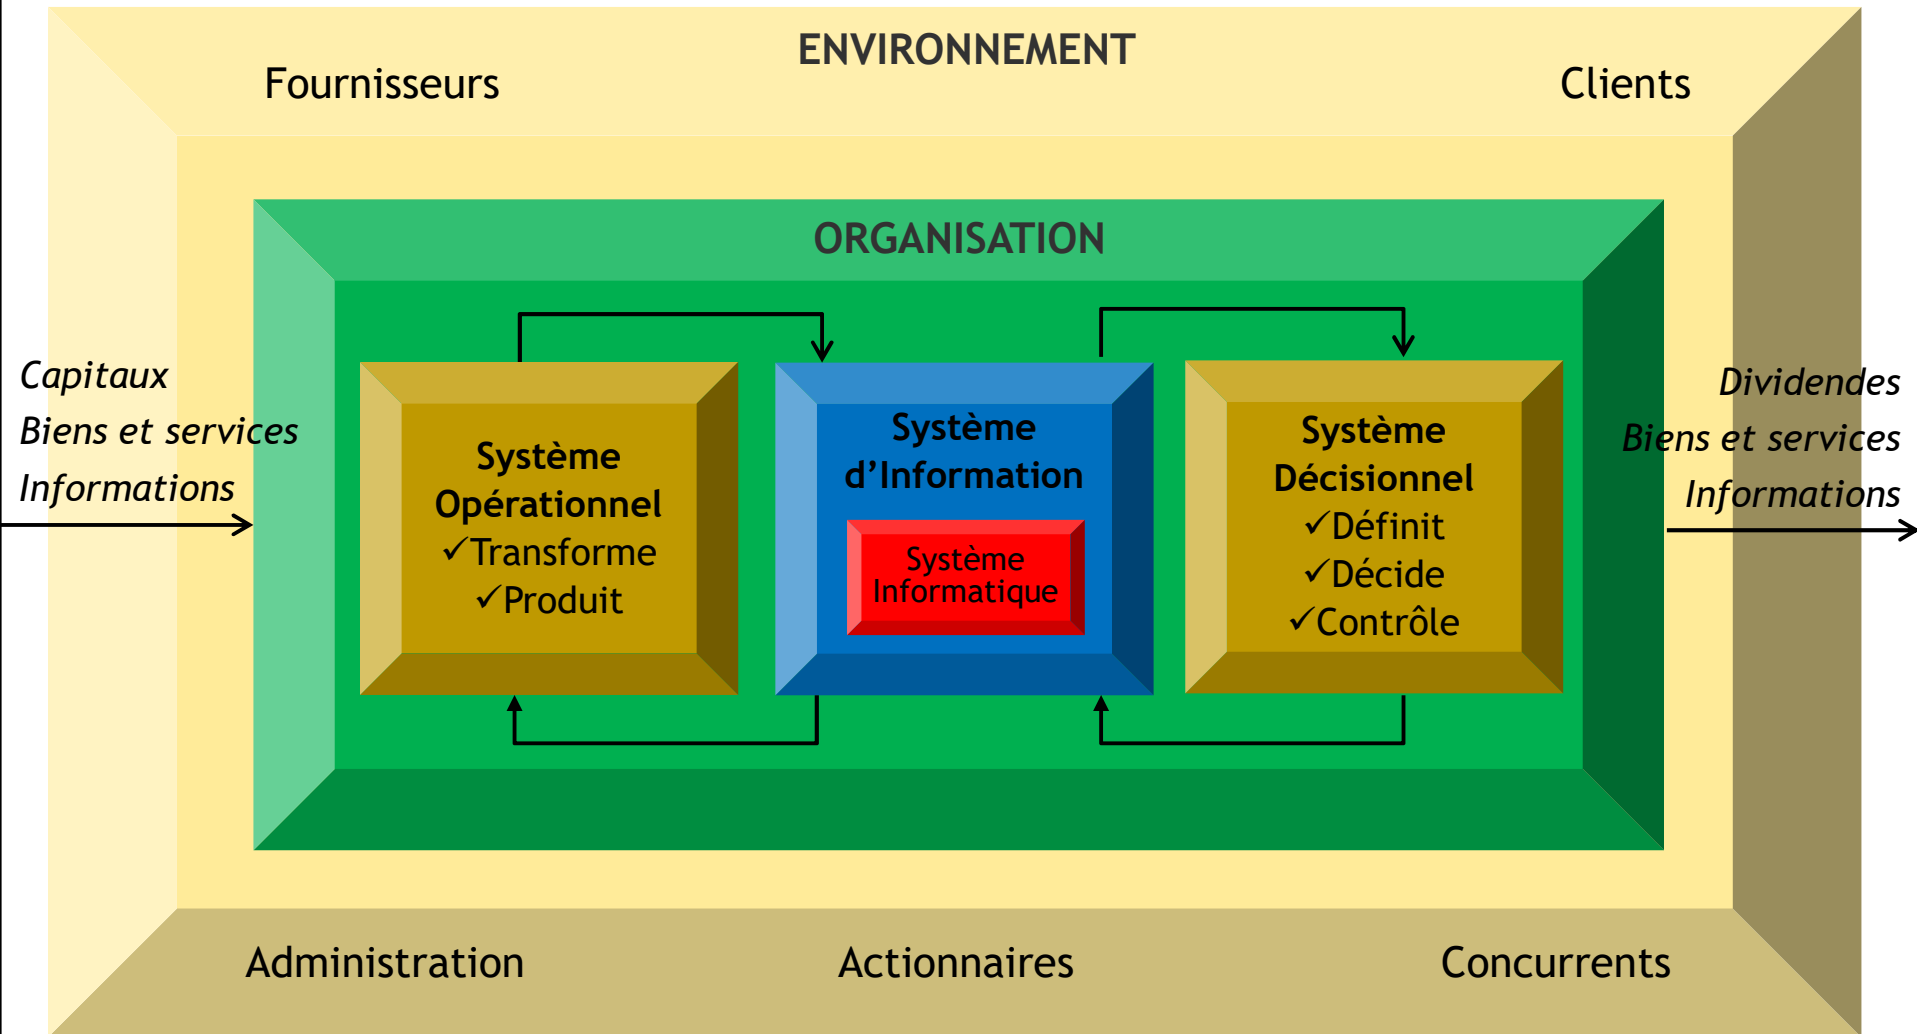 ENVIRONNEMENT
Fournisseurs
Clients
ORGANISATION
Capitaux
Biens et services
Informations
Système
Opérationnel
✓Transforme
✓Produit
Système
d’Information
Système
Informatique
Système
Décisionnel
✓Définit
✓Décide
✓Contrôle
Dividendes
Biens et services
Informations
Administration
Actionnaires
Concurrents